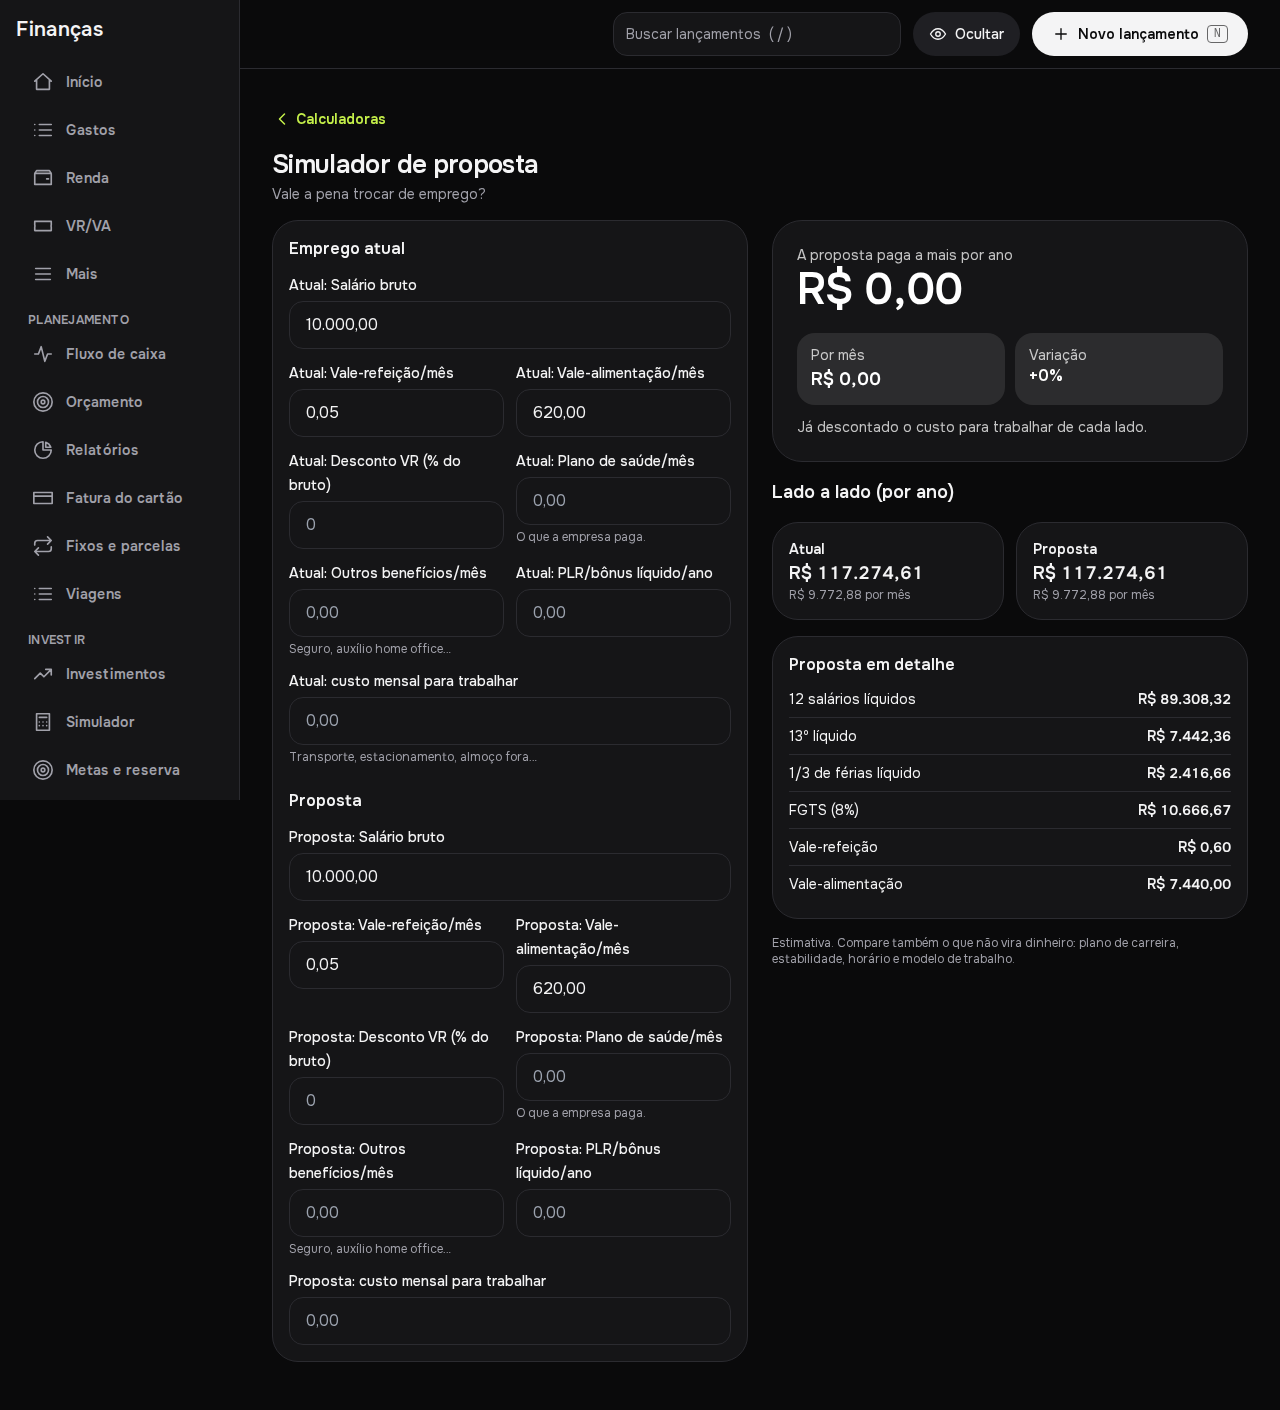 Finanças
Início
Gastos
Renda
VR/VA
Mais
PLANEJAMENTO
Fluxo de caixa
Orçamento
Relatórios
Fatura do cartão
Fixos e parcelas
Viagens
INVESTIR
Investimentos
Simulador
Metas e reserva
Buscar lançamentos ( / )
Ocultar
Novo lançamento N
Calculadoras
Simulador de proposta
Vale a pena trocar de emprego?
Emprego atual
Atual: Salário bruto
10.000,00
Atual: Vale-refeição/mês
0,05
Atual: Vale-alimentação/mês
620,00
Atual: Desconto VR (% do
bruto)
0
Atual: Plano de saúde/mês
0,00
O que a empresa paga.
Atual: Outros benefícios/mês
0,00
Seguro, auxílio home office…
Atual: PLR/bônus líquido/ano
0,00
Atual: custo mensal para trabalhar
0,00
Transporte, estacionamento, almoço fora…
Proposta
Proposta: Salário bruto
10.000,00
Proposta: Vale-refeição/mês
0,05
Proposta: Vale-
alimentação/mês
620,00
Proposta: Desconto VR (% do
bruto)
0
Proposta: Plano de saúde/mês
0,00
O que a empresa paga.
Proposta: Outros
benefícios/mês
0,00
Seguro, auxílio home office…
Proposta: PLR/bônus
líquido/ano
0,00
Proposta: custo mensal para trabalhar
0,00
A proposta paga a mais por ano
R$ 0,00
Por mês
R$ 0,00
Variação
+0%
Já descontado o custo para trabalhar de cada lado.
Lado a lado (por ano)
Atual
R$ 117.274,61
R$ 9.772,88 por mês
Proposta
R$ 117.274,61
R$ 9.772,88 por mês
Proposta em detalhe
12 salários líquidos R$ 89.308,32
13º líquido R$ 7.442,36
1/3 de férias líquido R$ 2.416,66
FGTS (8%) R$ 10.666,67
Vale-refeição R$ 0,60
Vale-alimentação R$ 7.440,00
Estimativa. Compare também o que não vira dinheiro: plano de carreira,
estabilidade, horário e modelo de trabalho.